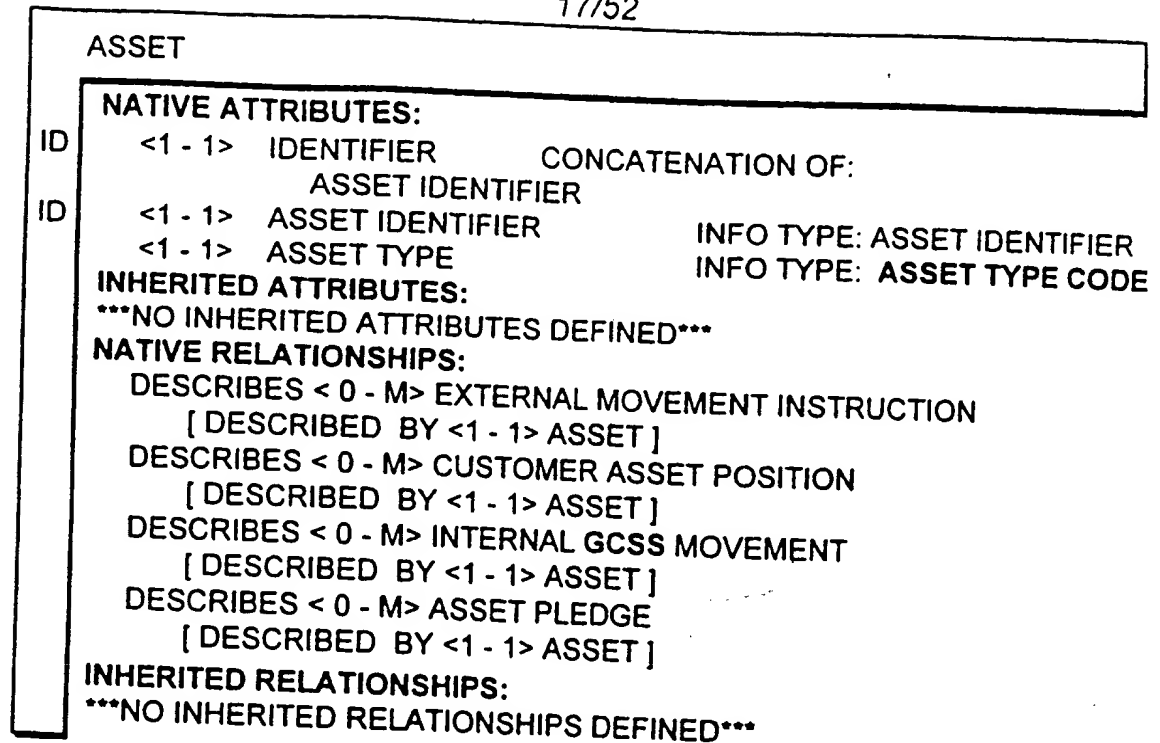 17/52
ASSET
NATIVE ATTRIBUTES:
ID <1 - 1> IDENTIFIER CONCATENATION OF:
ASSET IDENTIFIER
ID <1 - 1> ASSET IDENTIFIER INFO TYPE: ASSET IDENTIFIER
<1 - 1> ASSET TYPE INFO TYPE: ASSET TYPE CODE
INHERITED ATTRIBUTES:
***NO INHERITED ATTRIBUTES DEFINED***
NATIVE RELATIONSHIPS:
DESCRIBES < 0 - M> EXTERNAL MOVEMENT INSTRUCTION
[ DESCRIBED BY <1 - 1> ASSET ]
DESCRIBES < 0 - M> CUSTOMER ASSET POSITION
[ DESCRIBED BY <1 - 1> ASSET ]
DESCRIBES < 0 - M> INTERNAL GCSS MOVEMENT
[ DESCRIBED BY <1 - 1> ASSET ]
DESCRIBES < 0 - M> ASSET PLEDGE
[ DESCRIBED BY <1 - 1> ASSET ]
INHERITED RELATIONSHIPS:
***NO INHERITED RELATIONSHIPS DEFINED***